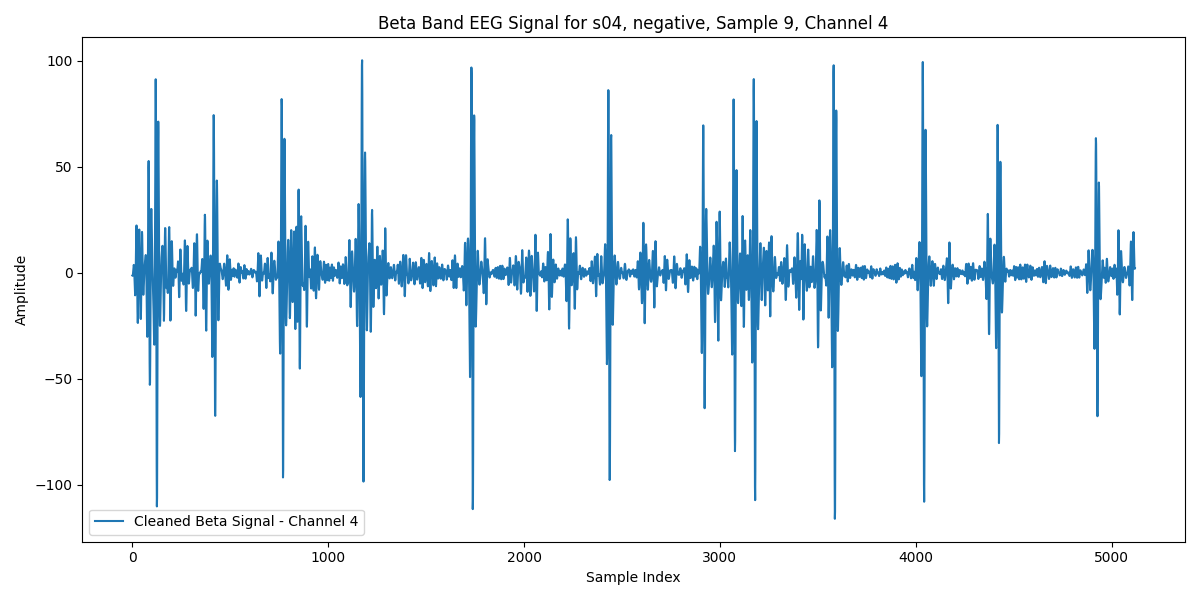 Beta Band EEG Signal for s04, negative, Sample 9, Channel 4
100
50
0
−50
−100
Amplitude
Cleaned Beta Signal - Channel 4
0 1000 2000 3000 4000 5000
Sample Index